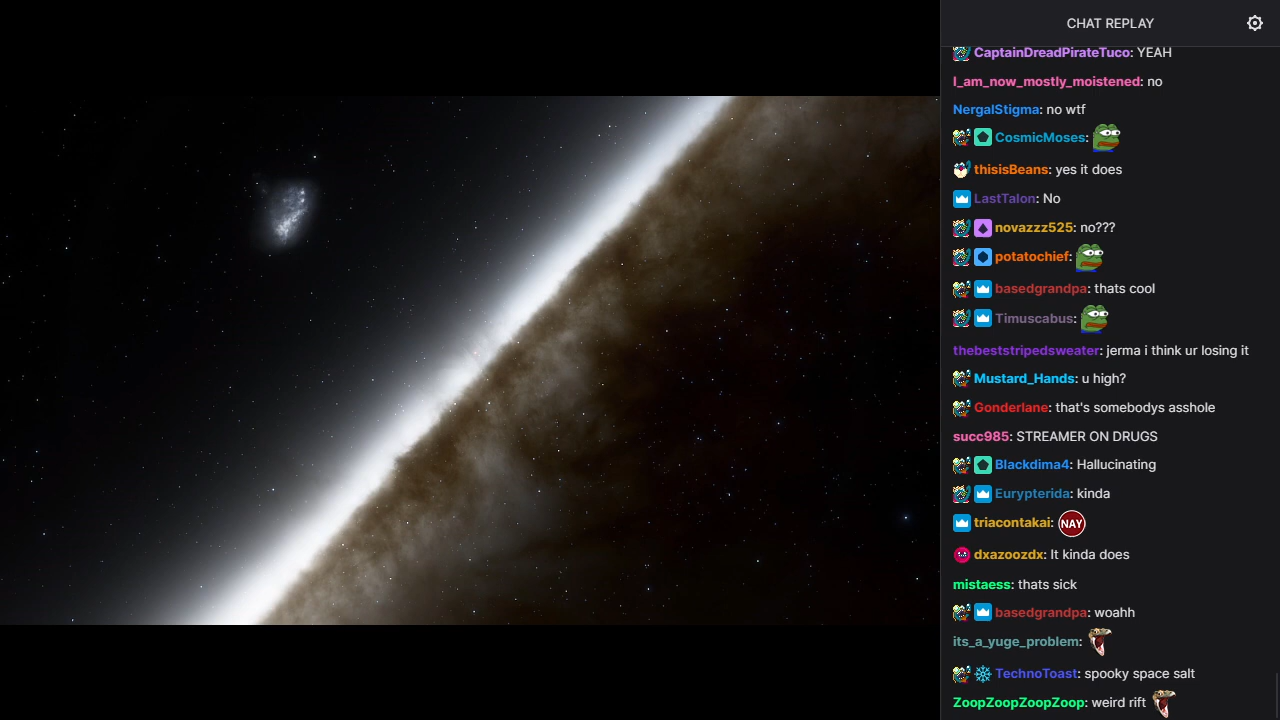 CHAT REPLAY
CaptainDreadPirateTuco: YEAH
I_am_now_mostly_moistened: no
NergalStigma: no wtf
CosmicMoses:
thisisBeans: yes it does
LastTalon: No
novazzz525: no???
potatochief:
basedgrandpa: thats cool
Timuscabus:
thebeststripedsweater: jerma i think ur losing it
Mustard_Hands: u high?
Gonderlane: that's somebodys asshole
succ985: STREAMER ON DRUGS
Blackdima4: Hallucinating
Eurypterida: kinda
triacontakai: NAY
dxazoozdx: It kinda does
mistaess: thats sick
basedgrandpa: woahh
its_a_yuge_problem:
TechnoToast: spooky space salt
ZoopZoopZoopZoop: weird rift